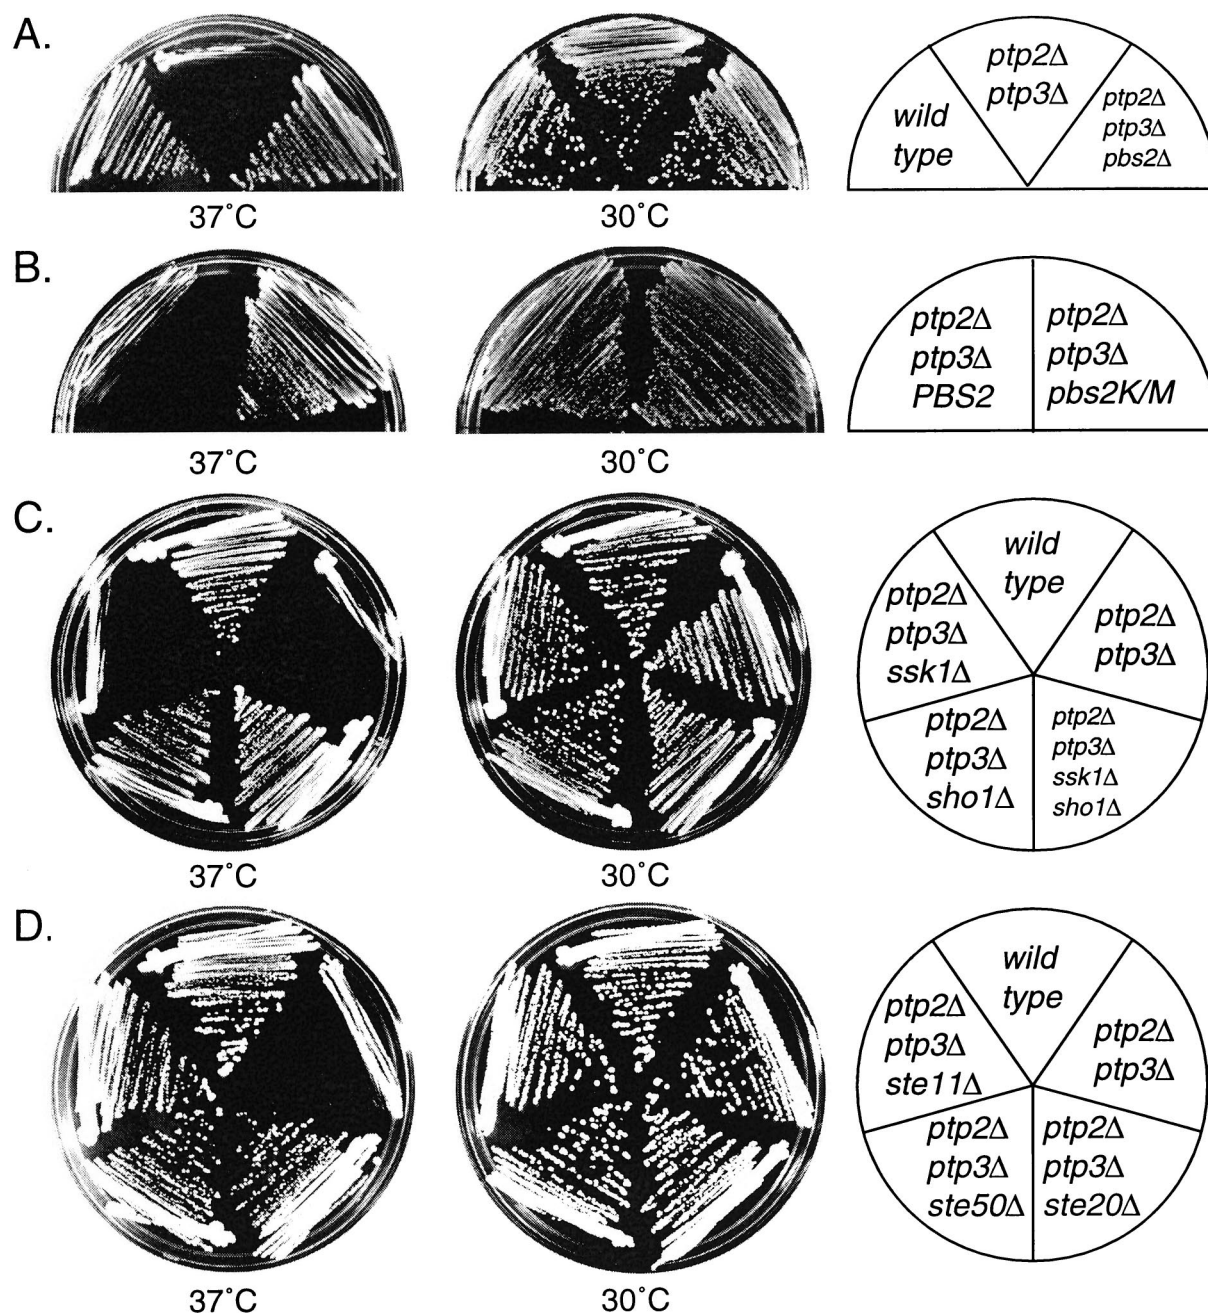 A.
37˚C
30˚C
wild
type
ptp2Δ
ptp3Δ
ptp2Δ
ptp3Δ
pbs2Δ
B.
37˚C
30˚C
ptp2Δ
ptp3Δ
PBS2
ptp2Δ
ptp3Δ
pbs2K/M
C.
37˚C
30˚C
wild
type
ptp2Δ
ptp3Δ
ssk1Δ
ptp2Δ
ptp3Δ
ptp2Δ
ptp3Δ
sho1Δ
ptp2Δ
ptp3Δ
ssk1Δ
sho1Δ
D.
37˚C
30˚C
wild
type
ptp2Δ
ptp3Δ
ste11Δ
ptp2Δ
ptp3Δ
ptp2Δ
ptp3Δ
ste50Δ
ptp2Δ
ptp3Δ
ste20Δ